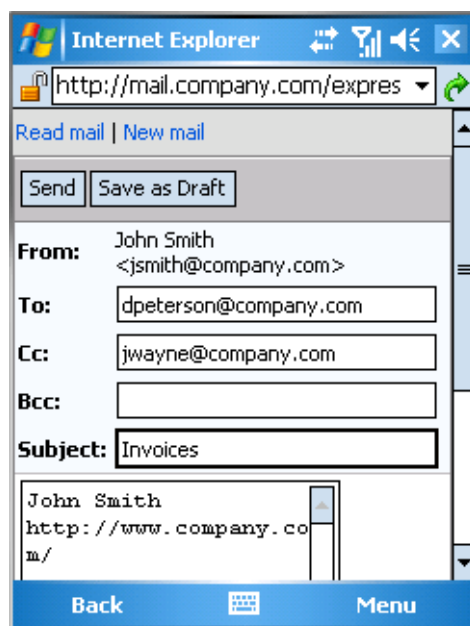 Internet Explorer
http://mail.company.com/expres
Read mail | New mail
Send Save as Draft
From: John Smith
<jsmith@company.com>
To: dpeterson@company.com
Cc: jwayne@company.com
Bcc:
Subject: Invoices
John Smith
http://www.company.co
m/
Back Menu